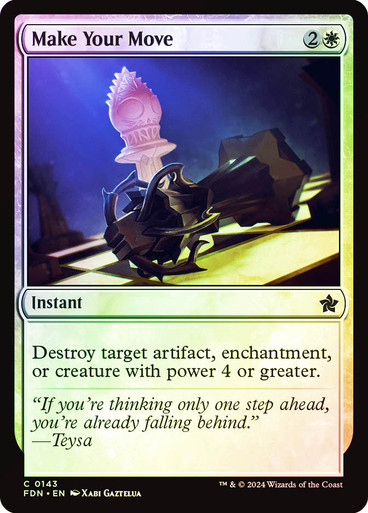 Make Your Move 2
Instant
Destroy target artifact, enchantment,
or creature with power 4 or greater.
“If you’re thinking only one step ahead,
you’re already falling behind.”
—Teysa
C 0143
FDN • EN Xabi Gaztelua
™ & © 2024 Wizards of the Coast